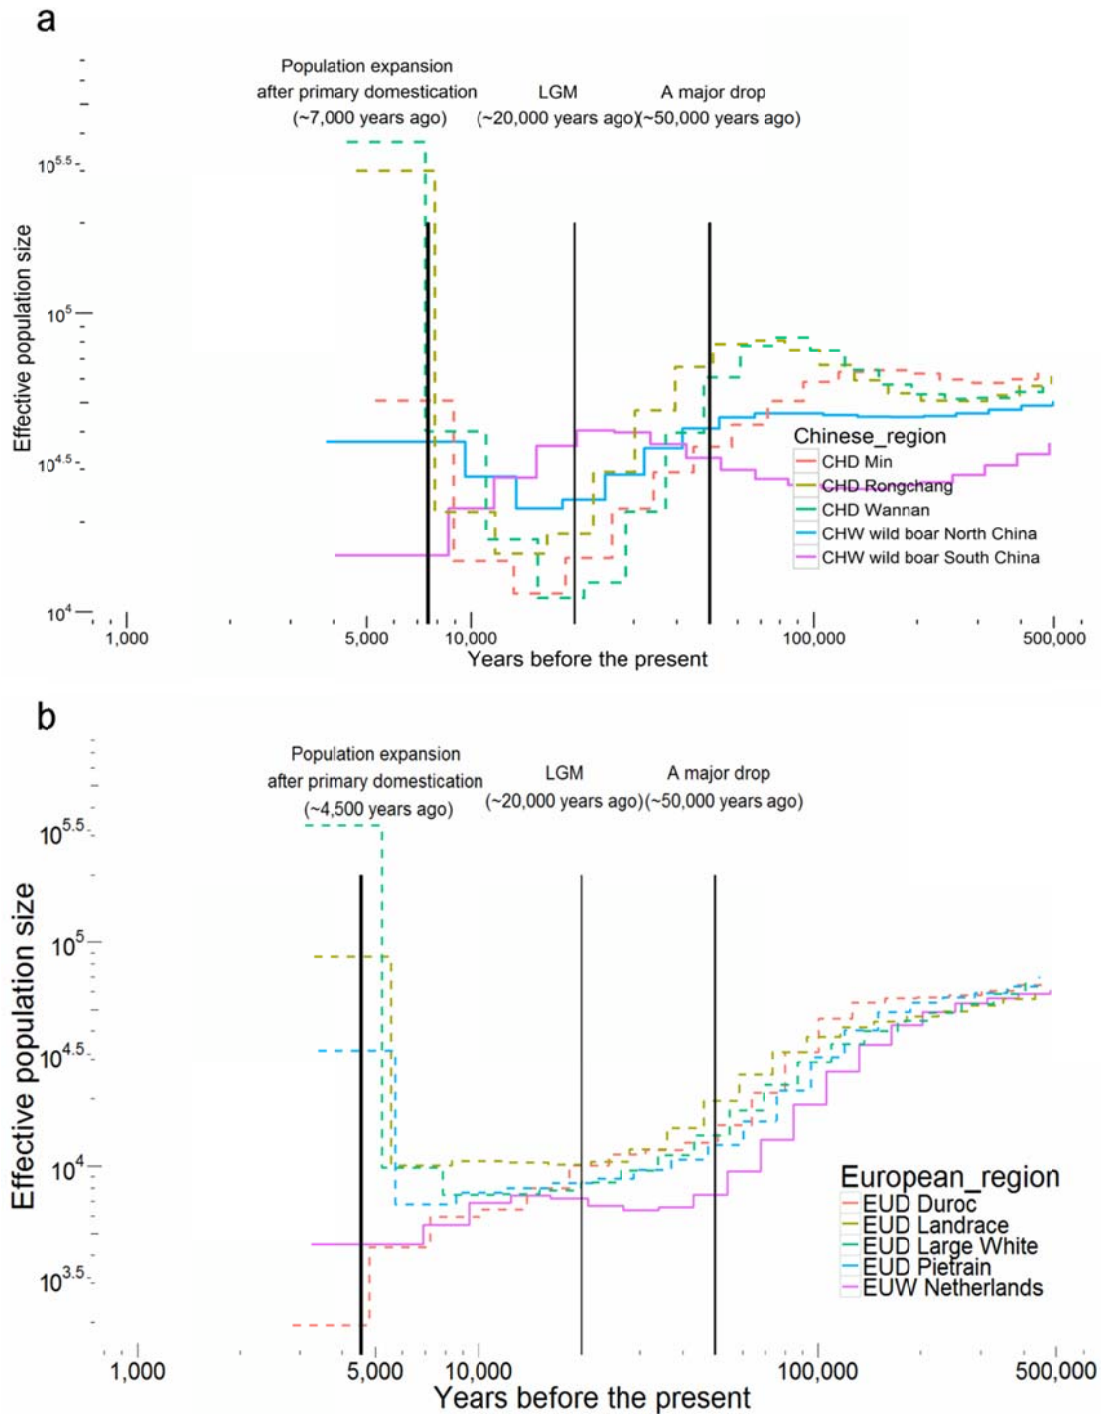 a
Population expansion
after primary domestication
(~7,000 years ago)
LGM
(~20,000 years ago)
A major drop
(~50,000 years ago)
Effective population size
10^5.5
10^5
10^4.5
10^4
Chinese_region
CHD Min
CHD Rongchang
CHD Wannan
CHW wild boar North China
CHW wild boar South China
1,000 5,000 10,000 100,000 500,000
Years before the present
b
Population expansion
after primary domestication
(~4,500 years ago)
LGM
(~20,000 years ago)
A major drop
(~50,000 years ago)
Effective population size
10^5.5
10^5
10^4.5
10^4
10^3.5
European_region
EUD Duroc
EUD Landrace
EUD Large White
EUD Pietrain
EUW Netherlands
1,000 5,000 10,000 100,000 500,000
Years before the present